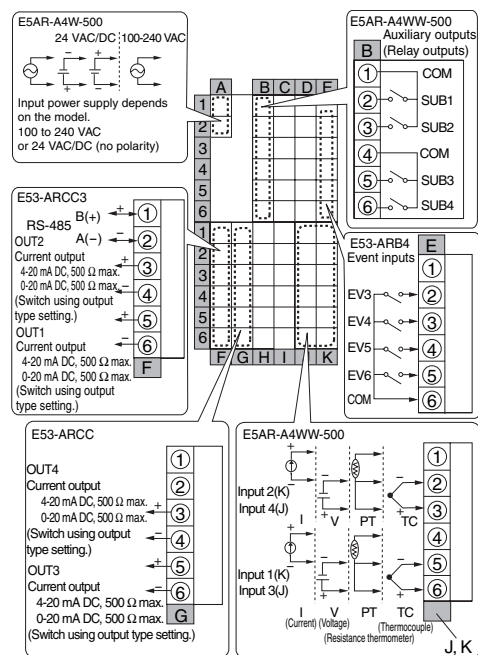 E5AR-A4W-500
24 VAC/DC 100-240 VAC
− +
+ −
Input power supply depends
on the model.
100 to 240 VAC
or 24 VAC/DC (no polarity)
E5AR-A4WW-500
Auxiliary outputs
(Relay outputs)
B
1 COM
2 SUB1
3 SUB2
4 COM
5 SUB3
6 SUB4
A B C D E
1
2
3
4
5
6
1
2
3
4
5
6
F G H I J K
E53-ARCC3
RS-485
B(+) + 1
A(−) − 2
OUT2
Current output
4-20 mA DC, 500 Ω max.
0-20 mA DC, 500 Ω max.
(Switch using output
type setting.)
+ 3
− 4
OUT1
Current output
4-20 mA DC, 500 Ω max.
0-20 mA DC, 500 Ω max.
(Switch using output
type setting.)
+ 5
− 6
F
E53-ARB4
Event inputs
E
1
EV3 2
EV4 3
EV5 4
EV6 5
COM 6
E53-ARCC
1
2
OUT4
Current output
4-20 mA DC, 500 Ω max.
0-20 mA DC, 500 Ω max.
(Switch using output
type setting.)
+ 3
− 4
OUT3
Current output
4-20 mA DC, 500 Ω max.
0-20 mA DC, 500 Ω max.
(Switch using output type setting.)
+ 5
− 6
G
E5AR-A4WW-500
1
2
3
4
5
6
+ − − +
Input 2(K)
Input 4(J)
I V PT TC
+ − − +
Input 1(K)
Input 3(J)
I V PT TC
(Current) (Voltage) (Thermocouple)
(Resistance thermometer)
J, K